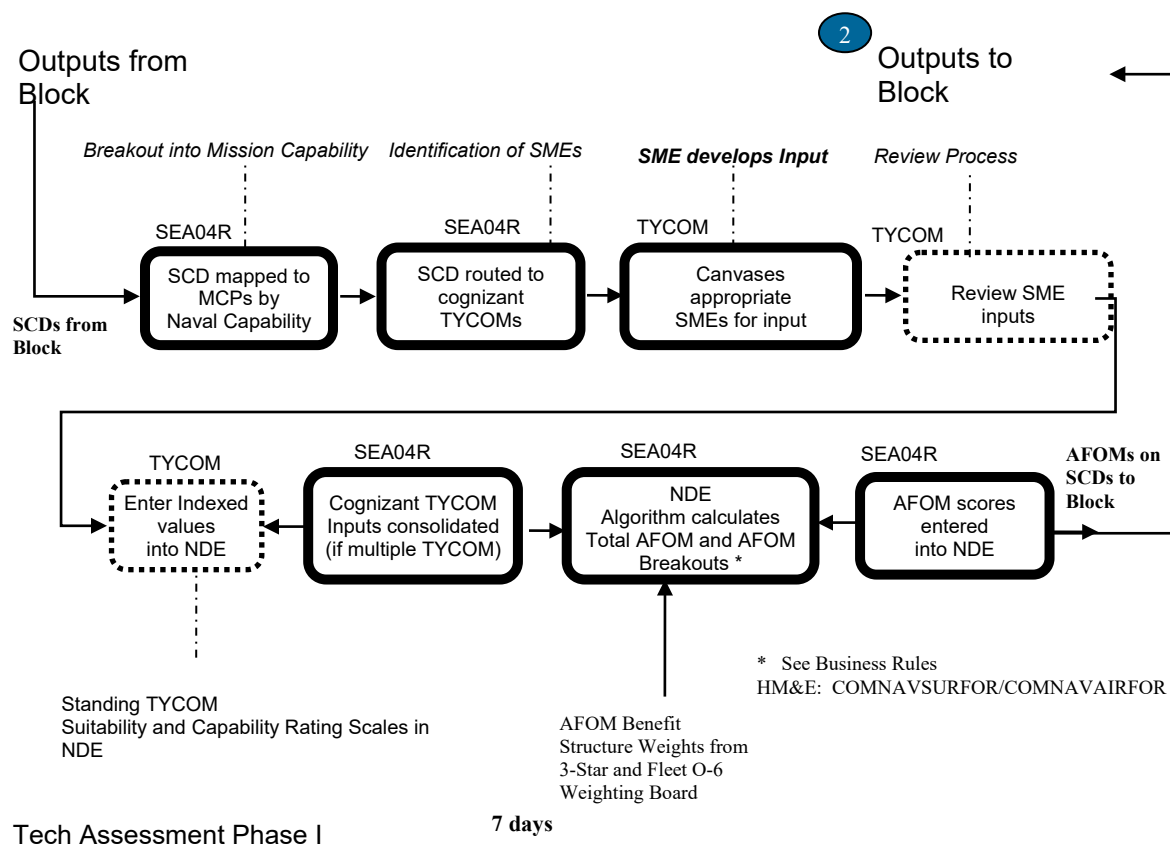 2
Outputs from
Block
Outputs to
Block
Breakout into Mission Capability
Identification of SMEs
SME develops Input
Review Process
SEA04R
SCD mapped to
MCPs by
Naval Capability
SEA04R
SCD routed to
cognizant
TYCOMs
TYCOM
Canvases
appropriate
SMEs for input
TYCOM
Review SME
inputs
SCDs from
Block
TYCOM
Enter Indexed
values
into NDE
SEA04R
Cognizant TYCOM
Inputs consolidated
(if multiple TYCOM)
SEA04R
NDE
Algorithm calculates
Total AFOM and AFOM
Breakouts *
SEA04R
AFOM scores
entered
into NDE
AFOMs on
SCDs to
Block
* See Business Rules
HM&E: COMNAVSURFOR/COMNAVAIRFOR
Standing TYCOM
Suitability and Capability Rating Scales in
NDE
AFOM Benefit
Structure Weights from
3-Star and Fleet O-6
Weighting Board
7 days
Tech Assessment Phase I